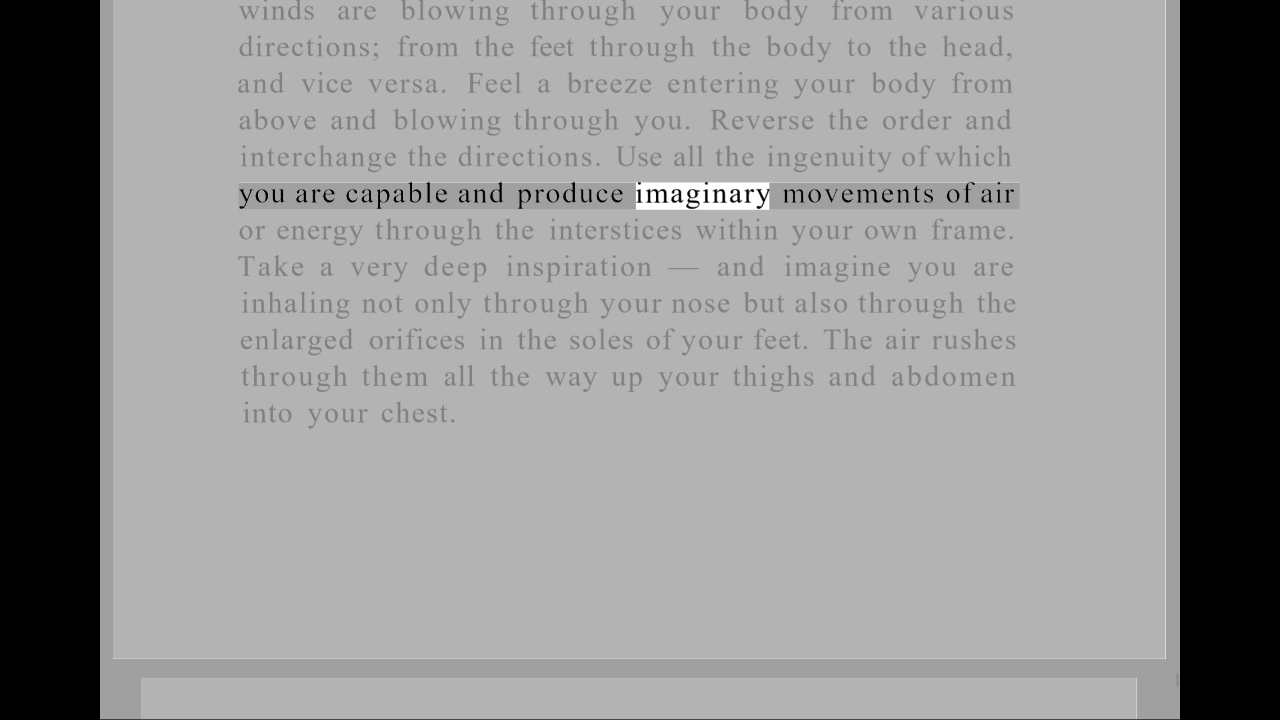 winds are blowing through your body from various
directions; from the feet through the body to the head,
and vice versa. Feel a breeze entering your body from
above and blowing through you. Reverse the order and
interchange the directions. Use all the ingenuity of which
you are capable and produce imaginary movements of air
or energy through the interstices within your own frame.
Take a very deep inspiration — and imagine you are
inhaling not only through your nose but also through the
enlarged orifices in the soles of your feet. The air rushes
through them all the way up your thighs and abdomen
into your chest.